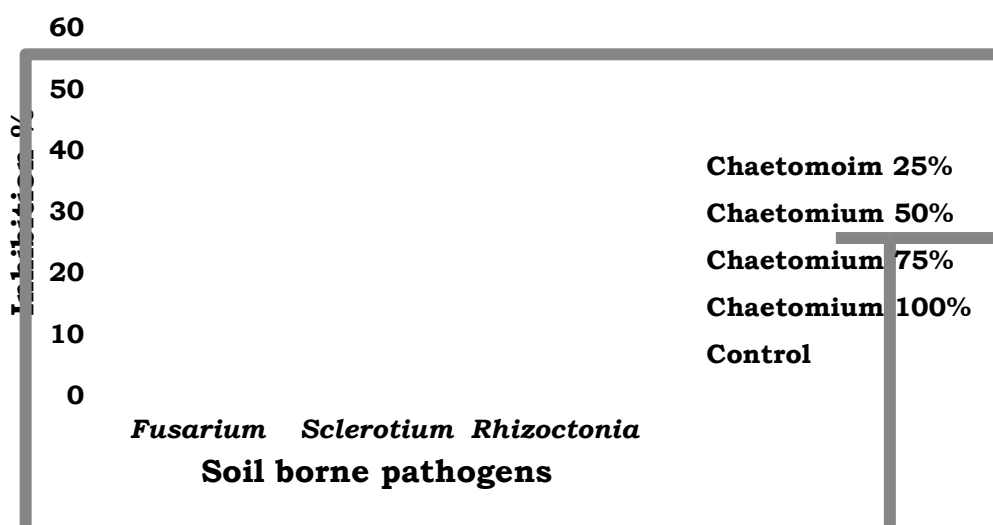 60
50
40
30
20
10
0
Inhibition %
Chaetomoim 25%
Chaetomium 50%
Chaetomium 75%
Chaetomium 100%
Control
Fusarium Sclerotium Rhizoctonia
Soil borne pathogens